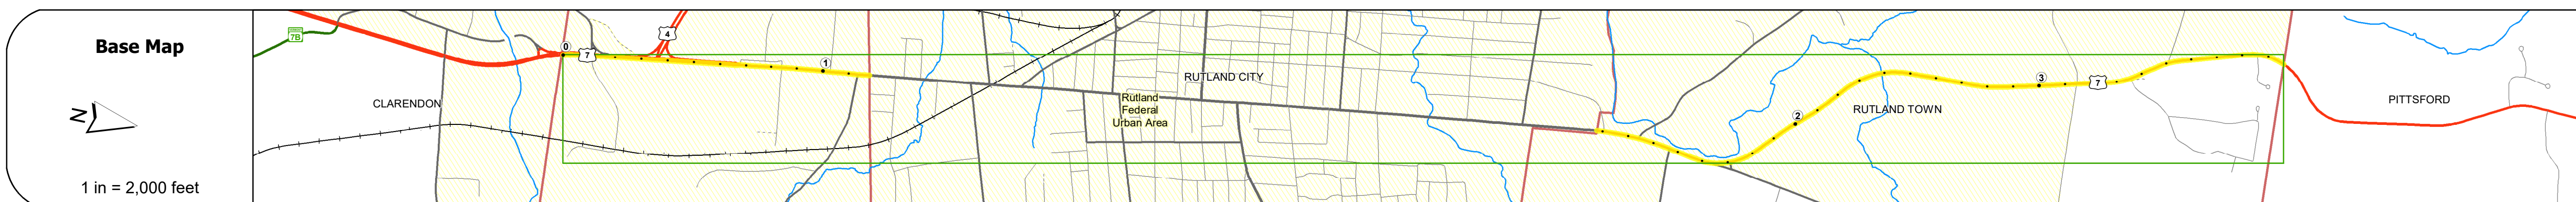 Base Map
N
1 in = 2,000 feet
7B
CLARENDON
0
7
4
1
RUTLAND CITY
Rutland
Federal
Urban Area
2
RUTLAND TOWN
3
7
PITTSFORD